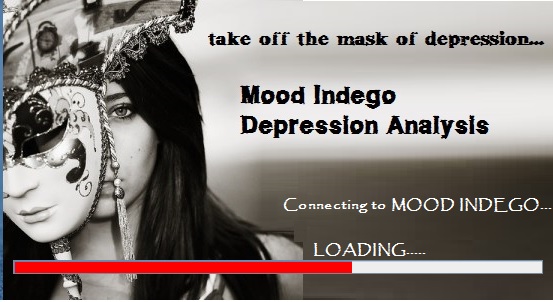 take off the mask of depression...
Mood Indego
Depression Analysis
Connecting to MOOD INDEGO...
LOADING.....